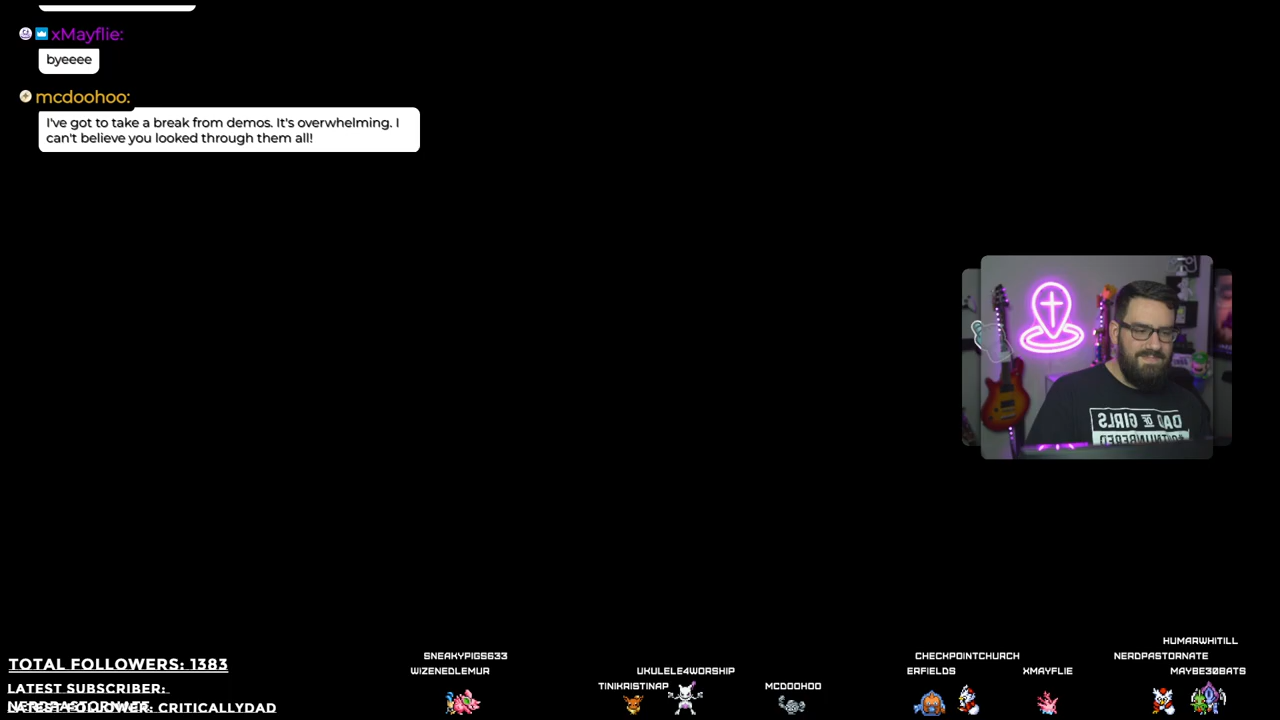 xMayflie:
byeeee
mcdoohoo:
I've got to take a break from demos. It's overwhelming. I
can't believe you looked through them all!
DAD OF GIRLS
HUMARWHITILL
SNEAKYPIGS633
CHECKPOINTCHURCH
NERDPASTORNATE
WIZENEDLEMUR
UKULELE4WORSHIP
EAFIELDS
XMAYFLIE
MAYBE30BATS
TINIKRISTINAP
MCDOOHOO
TOTAL FOLLOWERS: 1383
LATEST SUBSCRIBER:
NERDPASTORNATE
LATEST FOLLOWER: CRITICALLYDAD